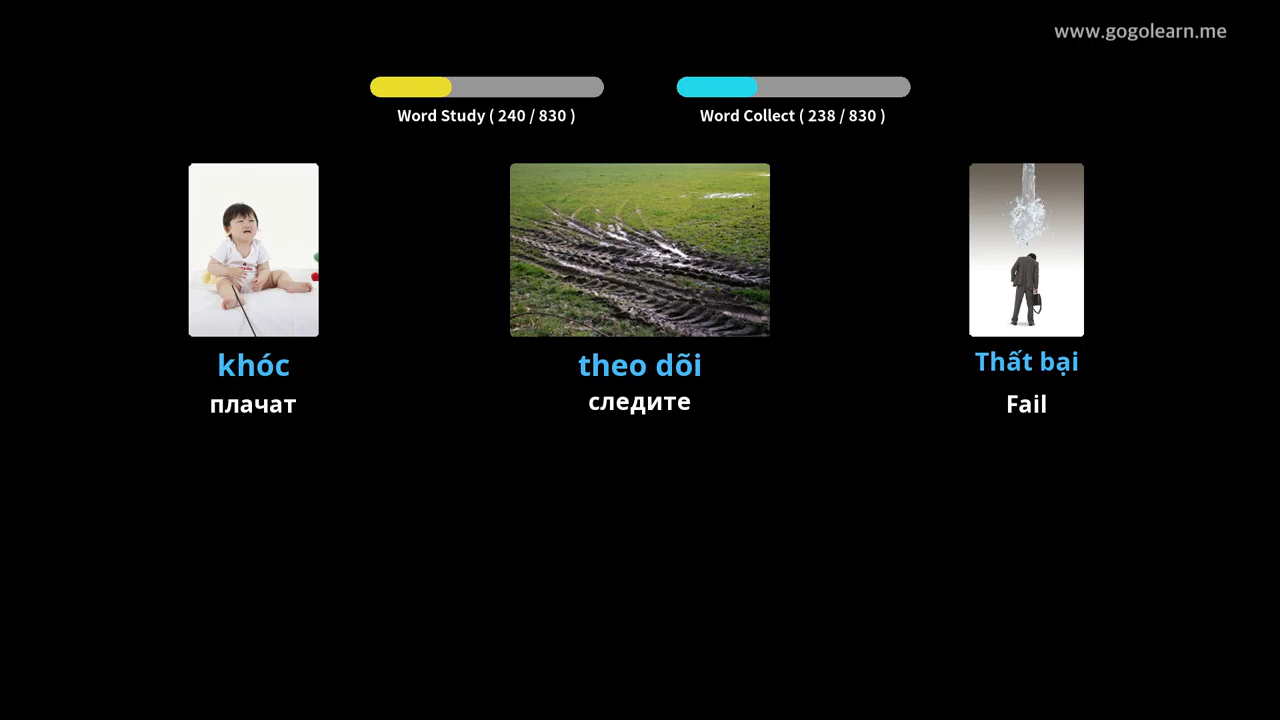 www.gogolearn.me
Word Study ( 240 / 830 )
Word Collect ( 238 / 830 )
khóc
theo dõi
Thất bại
плачат
следите
Fail